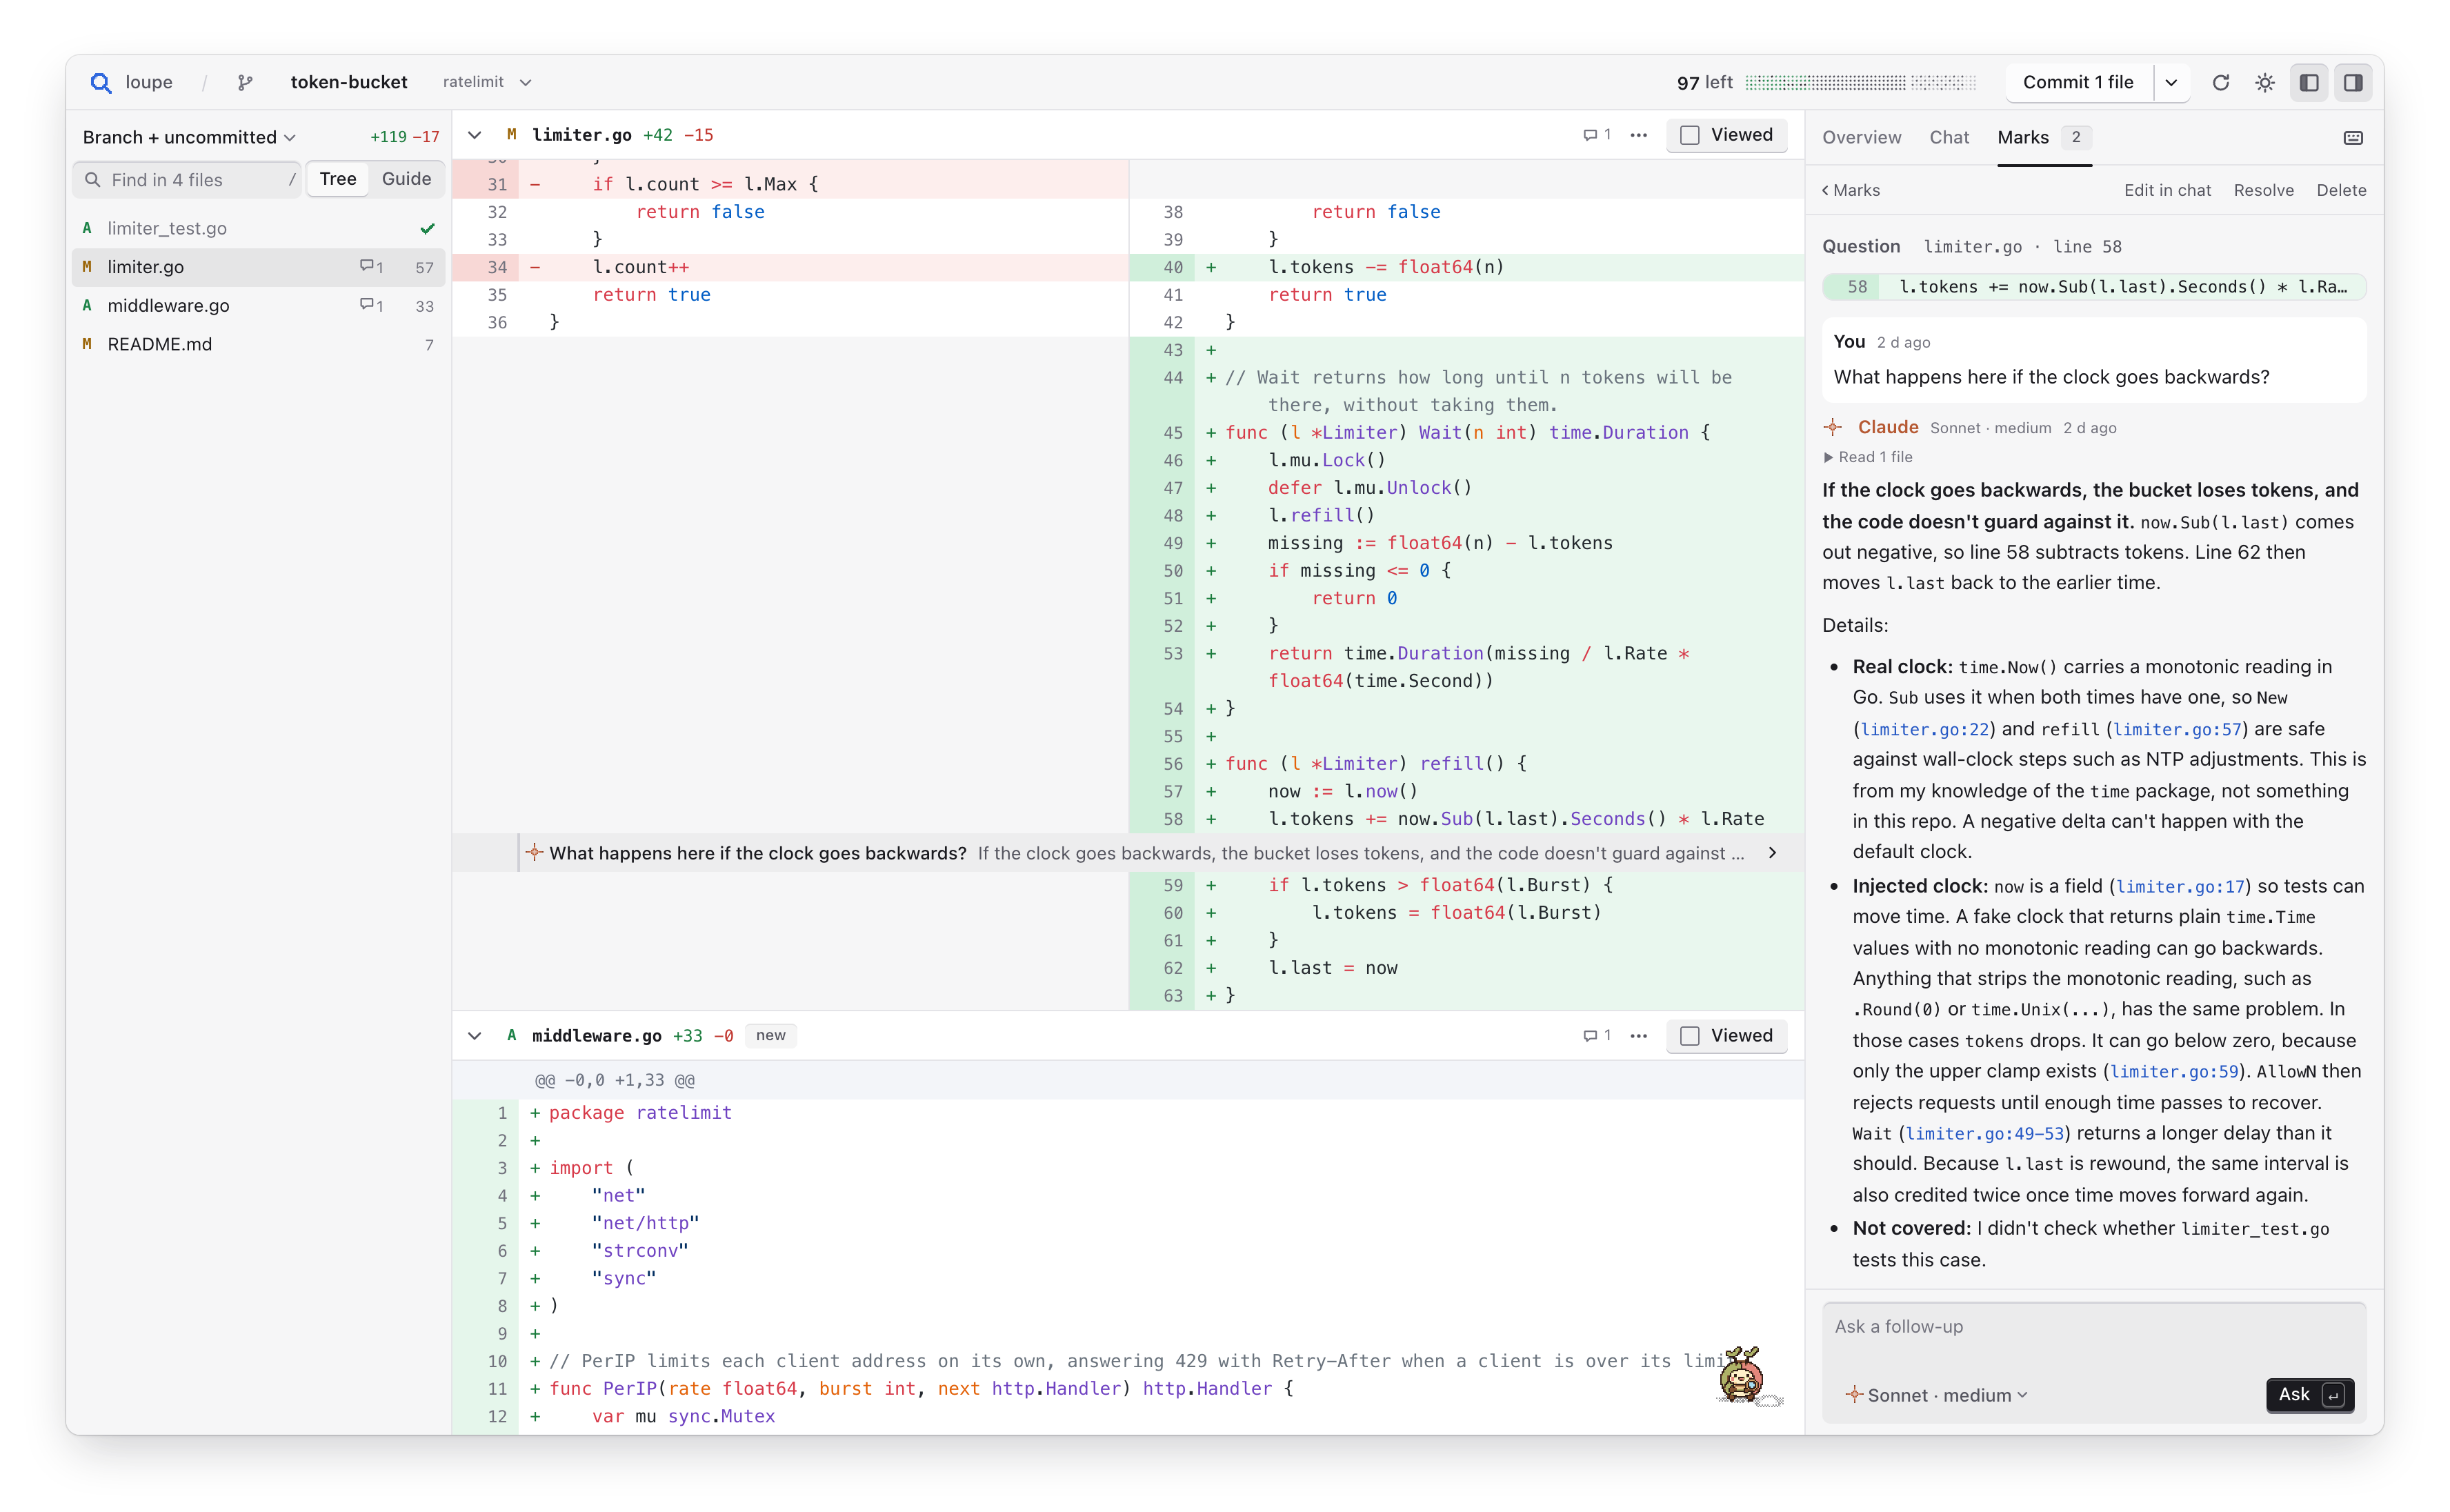 loupe / token-bucket ratelimit
97 left
Commit 1 file
Branch + uncommitted +119 −17
Find in 4 files /
Tree Guide
A limiter_test.go
M limiter.go 1 57
A middleware.go 1 33
M README.md 7
M limiter.go +42 −15
1 ••• Viewed
31 − if l.count >= l.Max {
32 return false
33 }
34 − l.count++
35 return true
36 }
38 return false
39 }
40 + l.tokens −= float64(n)
41 return true
42 }
43 +
44 + // Wait returns how long until n tokens will be
there, without taking them.
45 + func (l *Limiter) Wait(n int) time.Duration {
46 + l.mu.Lock()
47 + defer l.mu.Unlock()
48 + l.refill()
49 + missing := float64(n) − l.tokens
50 + if missing <= 0 {
51 + return 0
52 + }
53 + return time.Duration(missing / l.Rate *
float64(time.Second))
54 + }
55 +
56 + func (l *Limiter) refill() {
57 + now := l.now()
58 + l.tokens += now.Sub(l.last).Seconds() * l.Rate
What happens here if the clock goes backwards? If the clock goes backwards, the bucket loses tokens, and the code doesn't guard against ...
59 + if l.tokens > float64(l.Burst) {
60 + l.tokens = float64(l.Burst)
61 + }
62 + l.last = now
63 + }
A middleware.go +33 −0 new
1 ••• Viewed
@@ −0,0 +1,33 @@
1 + package ratelimit
2 +
3 + import (
4 + "net"
5 + "net/http"
6 + "strconv"
7 + "sync"
8 + )
9 +
10 + // PerIP limits each client address on its own, answering 429 with Retry−After when a client is over its
11 + func PerIP(rate float64, burst int, next http.Handler) http.Handler {
12 + var mu sync.Mutex
Overview Chat Marks 2
Marks Edit in chat Resolve Delete
Question limiter.go · line 58
58 l.tokens += now.Sub(l.last).Seconds() * l.Ra…
You 2 d ago
What happens here if the clock goes backwards?
Claude Sonnet · medium 2 d ago
Read 1 file
If the clock goes backwards, the bucket loses tokens, and
the code doesn't guard against it. now.Sub(l.last) comes
out negative, so line 58 subtracts tokens. Line 62 then
moves l.last back to the earlier time.
Details:
• Real clock: time.Now() carries a monotonic reading in
Go. Sub uses it when both times have one, so New
(limiter.go:22) and refill (limiter.go:57) are safe
against wall-clock steps such as NTP adjustments. This is
from my knowledge of the time package, not something
in this repo. A negative delta can't happen with the
default clock.
• Injected clock: now is a field (limiter.go:17) so tests can
move time. A fake clock that returns plain time.Time
values with no monotonic reading can go backwards.
Anything that strips the monotonic reading, such as
.Round(0) or time.Unix(...), has the same problem. In
those cases tokens drops. It can go below zero, because
only the upper clamp exists (limiter.go:59). AllowN then
rejects requests until enough time passes to recover.
Wait (limiter.go:49–53) returns a longer delay than it
should. Because l.last is rewound, the same interval is
also credited twice once time moves forward again.
• Not covered: I didn't check whether limiter_test.go
tests this case.
Ask a follow-up
Sonnet · medium
Ask